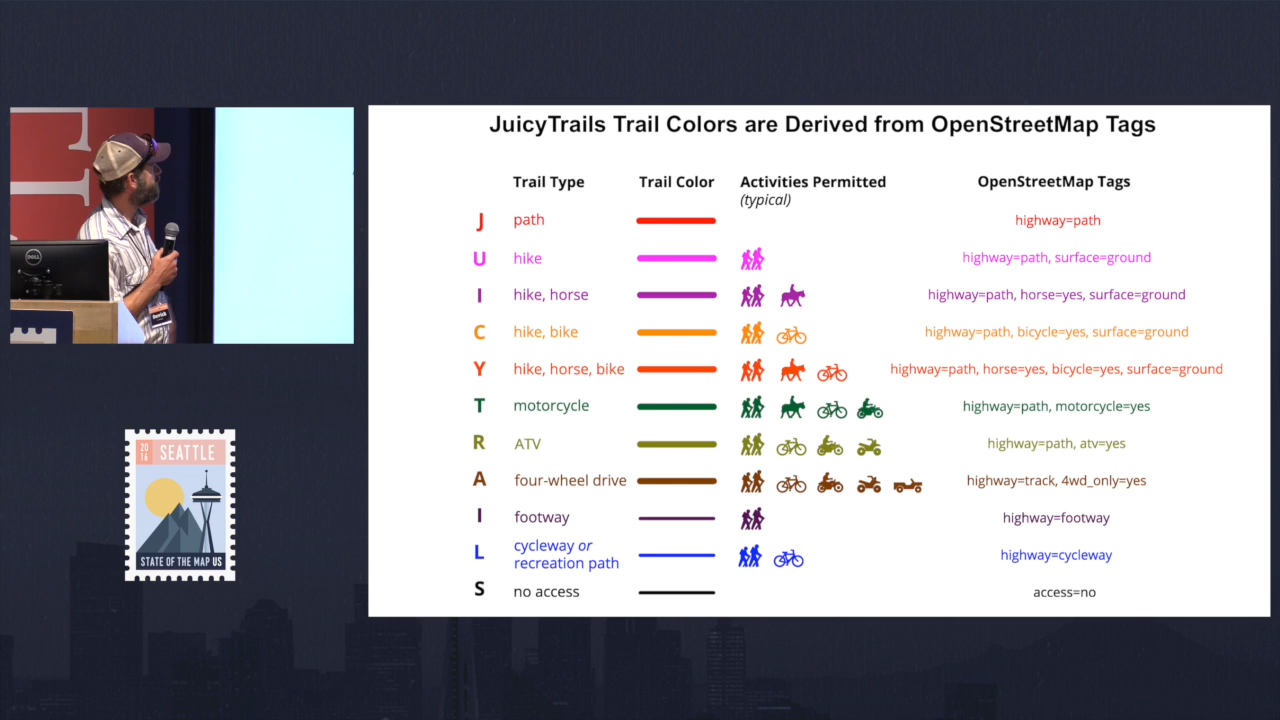 JuicyTrails Trail Colors are Derived from OpenStreetMap Tags
Trail Type Trail Color Activities Permitted OpenStreetMap Tags
(typical)
J path highway=path
U hike highway=path, surface=ground
I hike, horse highway=path, horse=yes, surface=ground
C hike, bike highway=path, bicycle=yes, surface=ground
Y hike, horse, bike highway=path, horse=yes, bicycle=yes, surface=ground
T motorcycle highway=path, motorcycle=yes
R ATV highway=path, atv=yes
A four-wheel drive highway=track, 4wd_only=yes
I footway highway=footway
L cycleway or highway=cycleway
recreation path
S no access access=no
DELL
Derrick
20
16
SEATTLE
STATE OF THE MAP US